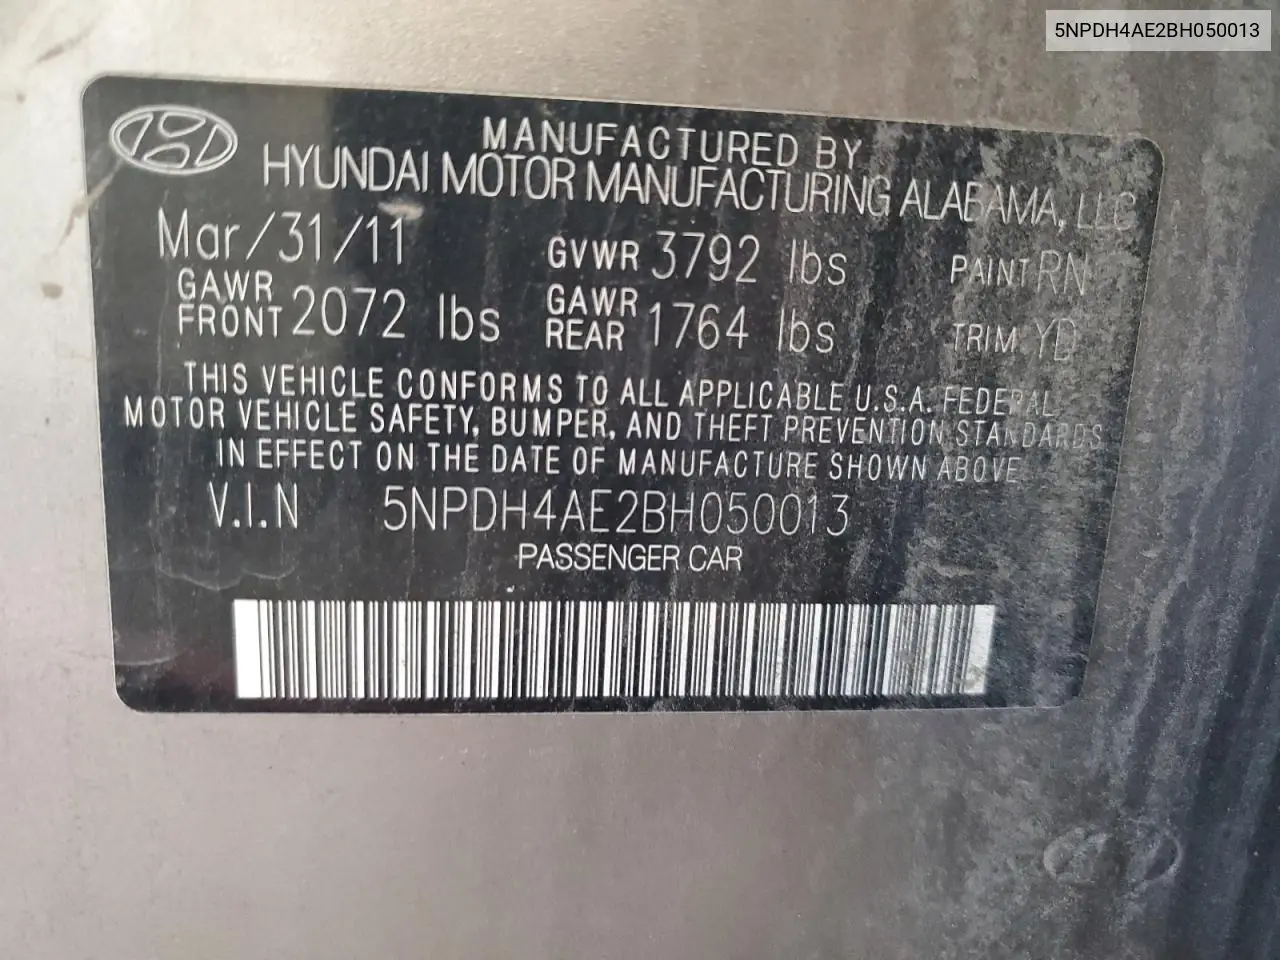 5NPDH4AE2BH050013
MANUFACTURED BY
HYUNDAI MOTOR MANUFACTURING ALABAMA, LLC
Mar/31/11 GVWR 3792 lbs PAINT RN
GAWR FRONT 2072 lbs GAWR REAR 1764 lbs TRIM YD
THIS VEHICLE CONFORMS TO ALL APPLICABLE U.S.A. FEDERAL
MOTOR VEHICLE SAFETY, BUMPER, AND THEFT PREVENTION STANDARDS
IN EFFECT ON THE DATE OF MANUFACTURE SHOWN ABOVE
V.I.N 5NPDH4AE2BH050013
PASSENGER CAR